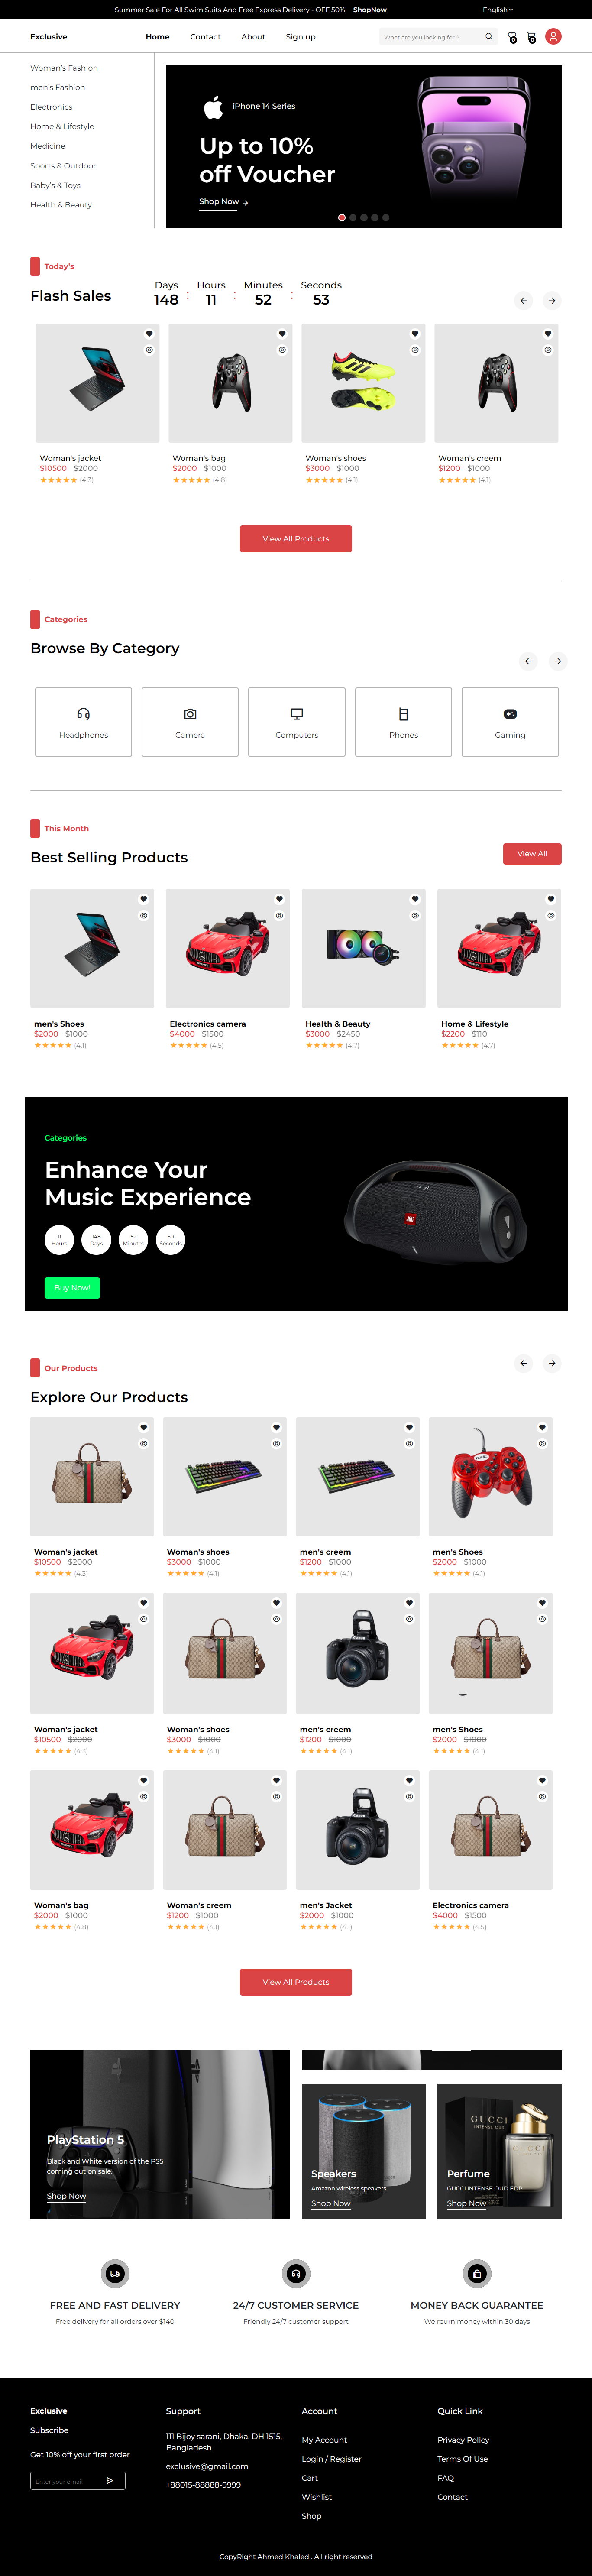 Summer Sale For All Swim Suits And Free Express Delivery - OFF 50%! ShopNow
English
Exclusive
Home Contact About Sign up
What are you looking for ?
0 0
Woman's Fashion
men's Fashion
Electronics
Home & Lifestyle
Medicine
Sports & Outdoor
Baby's & Toys
Health & Beauty
iPhone 14 Series
Up to 10%
off Voucher
Shop Now
Today's
Flash Sales
Days Hours Minutes Seconds
148 : 11 : 52 : 53
Woman's jacket
$10500 $2000
(4.3)
Woman's bag
$2000 $1000
(4.8)
Woman's shoes
$3000 $1000
(4.1)
Woman's creem
$1200 $1000
(4.1)
View All Products
Categories
Browse By Category
Headphones
Camera
Computers
Phones
Gaming
This Month
Best Selling Products
View All
men's Shoes
$2000 $1000
(4.1)
Electronics camera
$4000 $1500
(4.5)
Health & Beauty
$3000 $2450
(4.7)
Home & Lifestyle
$2200 $110
(4.7)
Categories
Enhance Your
Music Experience
11
Hours
148
Days
52
Minutes
50
Seconds
Buy Now!
JBL
Our Products
Explore Our Products
Woman's jacket
$10500 $2000
(4.3)
Woman's shoes
$3000 $1000
(4.1)
men's creem
$1200 $1000
(4.1)
men's Shoes
$2000 $1000
(4.1)
Woman's jacket
$10500 $2000
(4.3)
Woman's shoes
$3000 $1000
(4.1)
men's creem
$1200 $1000
(4.1)
men's Shoes
$2000 $1000
(4.1)
Woman's bag
$2000 $1000
(4.8)
Woman's creem
$1200 $1000
(4.1)
men's Jacket
$2000 $1000
(4.1)
Electronics camera
$4000 $1500
(4.5)
View All Products
PlayStation 5
Black and White version of the PS5
coming out on sale.
Shop Now
Speakers
Amazon wireless speakers
Shop Now
GUCCI
INTENSE OUD
GUCCI
Perfume
GUCCI INTENSE OUD EDP
Shop Now
FREE AND FAST DELIVERY
Free delivery for all orders over $140
24/7 CUSTOMER SERVICE
Friendly 24/7 customer support
MONEY BACK GUARANTEE
We reurn money within 30 days
Exclusive
Subscribe
Get 10% off your first order
Enter your email
Support
111 Bijoy sarani, Dhaka, DH 1515,
Bangladesh.
exclusive@gmail.com
+88015-88888-9999
Account
My Account
Login / Register
Cart
Wishlist
Shop
Quick Link
Privacy Policy
Terms Of Use
FAQ
Contact
CopyRight Ahmed Khaled . All right reserved